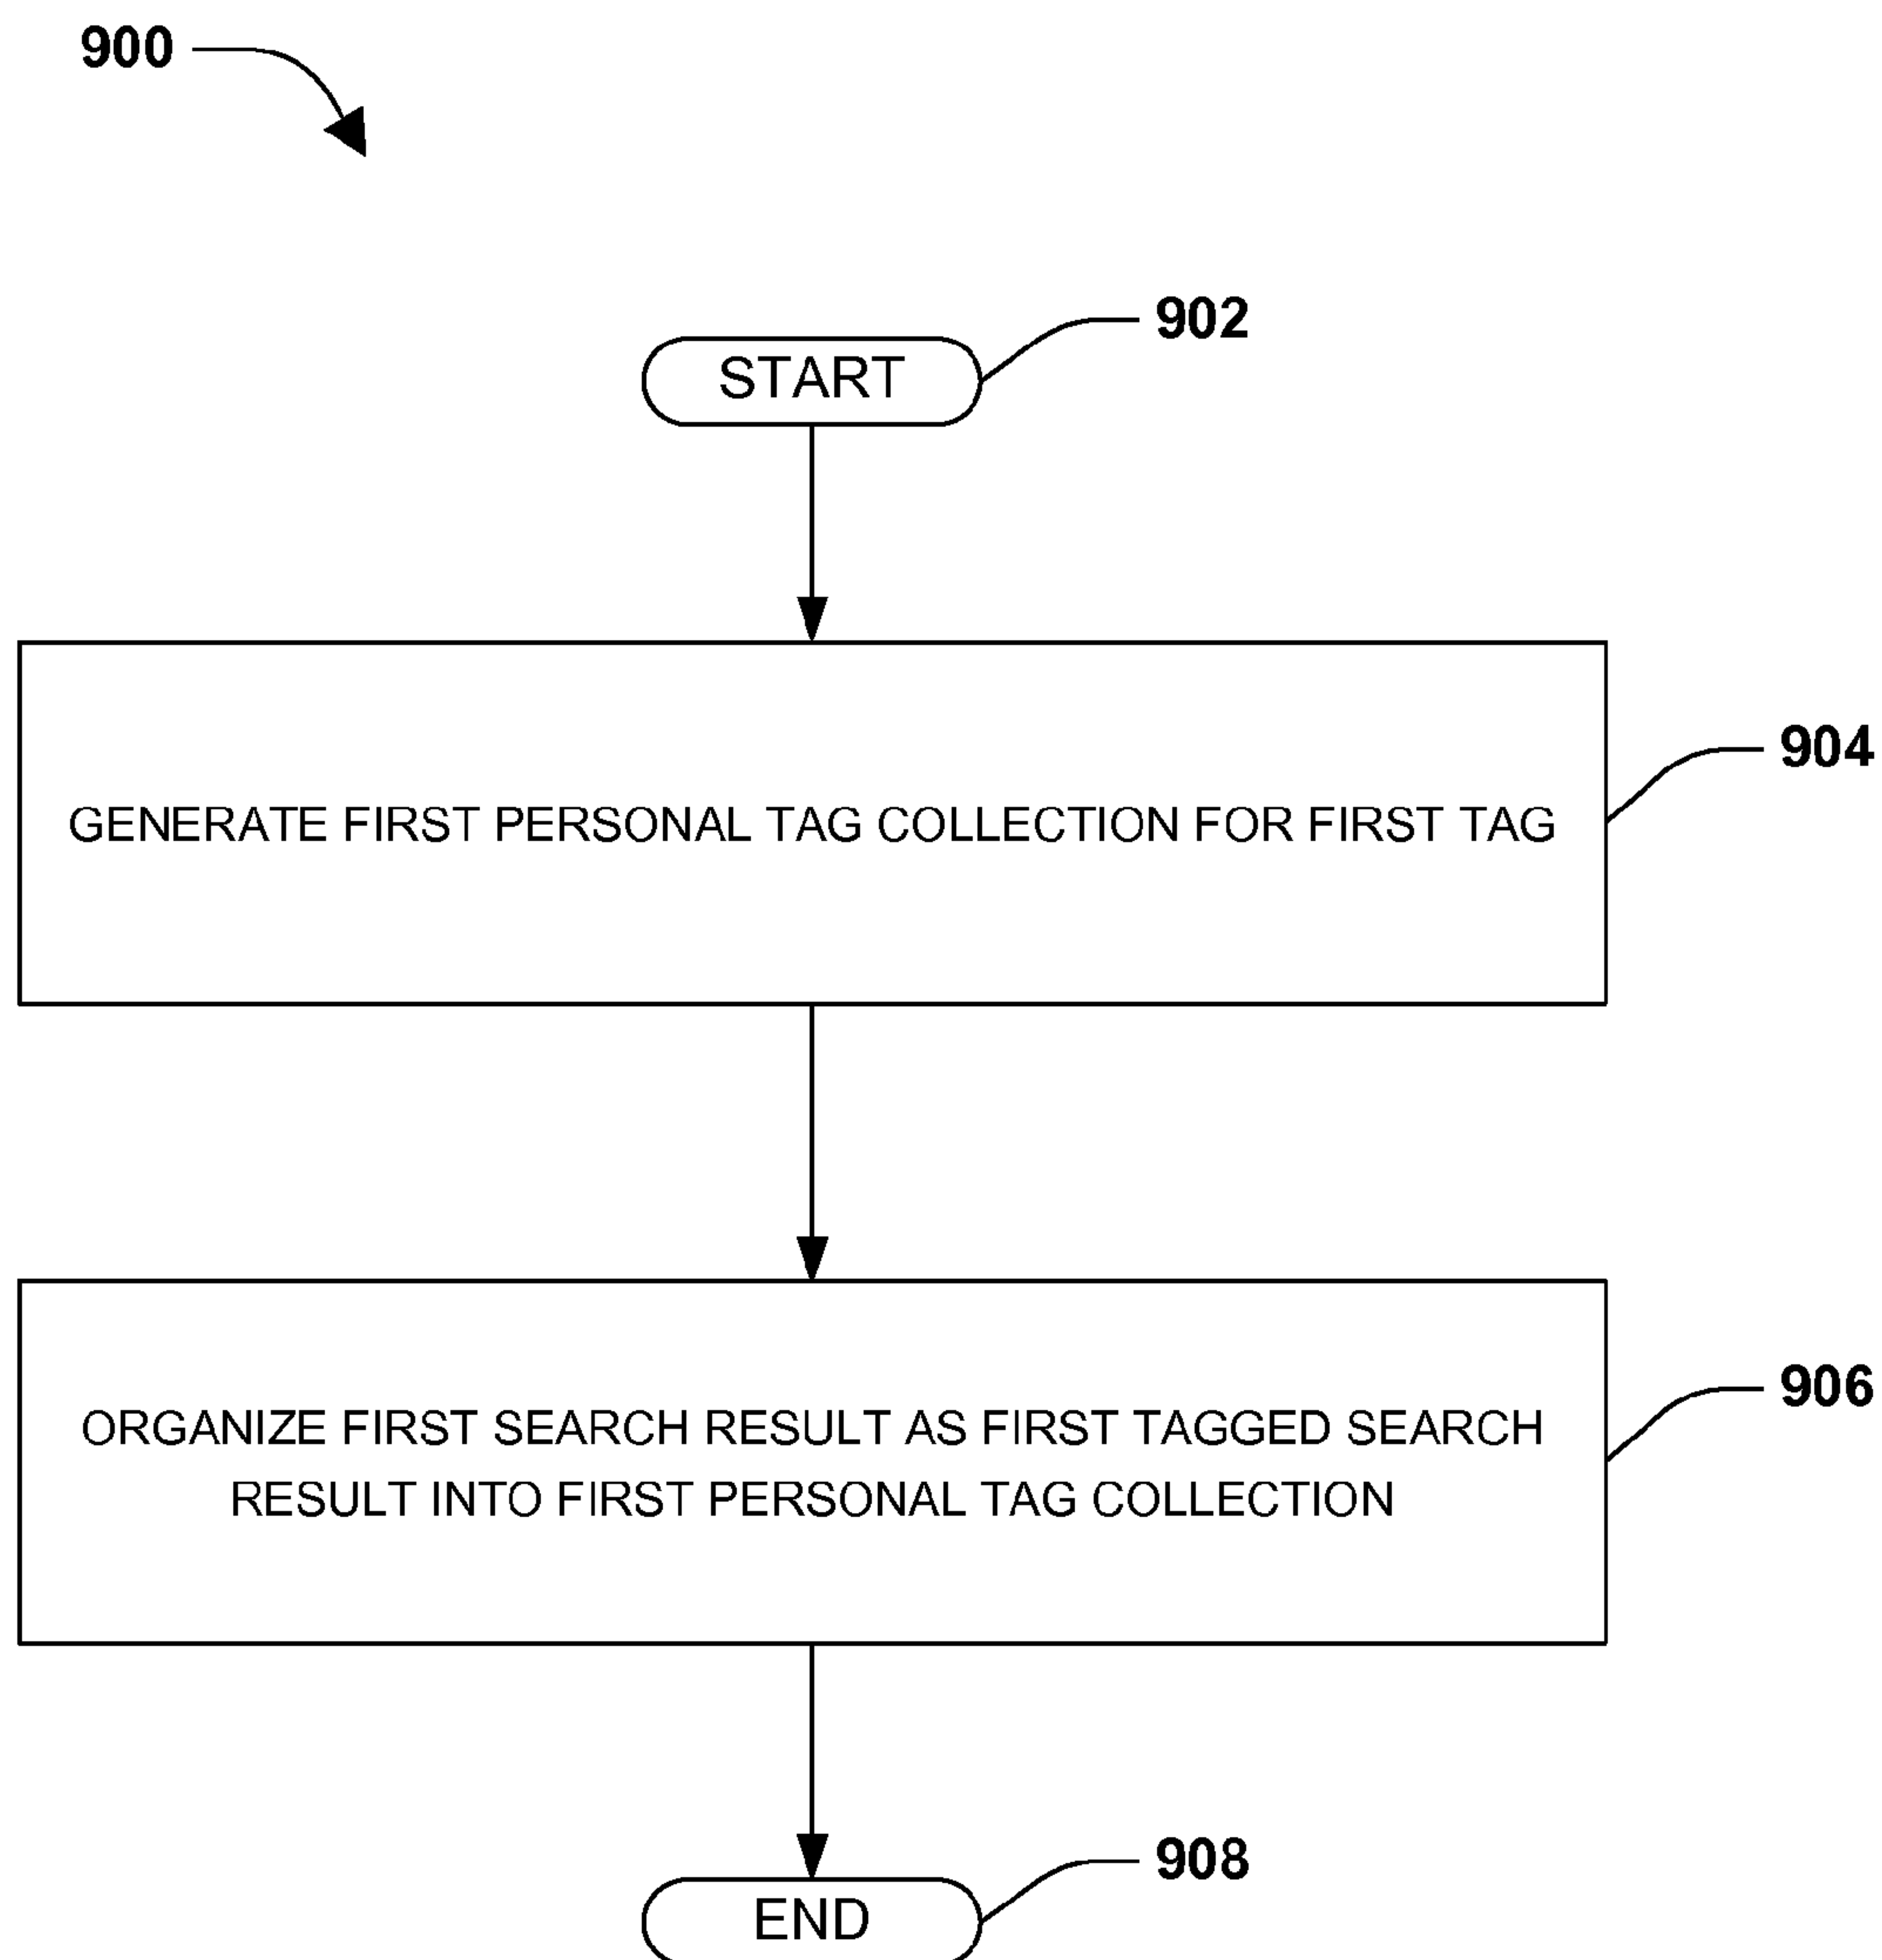 900
902
START
904
GENERATE FIRST PERSONAL TAG COLLECTION FOR FIRST TAG
906
ORGANIZE FIRST SEARCH RESULT AS FIRST TAGGED SEARCH
RESULT INTO FIRST PERSONAL TAG COLLECTION
908
END